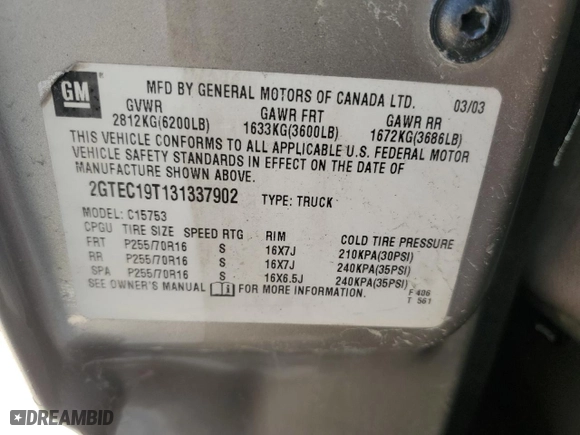 GM
MFD BY GENERAL MOTORS OF CANADA LTD. 03/03
GVWR GAWR FRT GAWR RR
2812KG(6200LB) 1633KG(3600LB) 1672KG(3686LB)
THIS VEHICLE CONFORMS TO ALL APPLICABLE U.S. FEDERAL MOTOR
VEHICLE SAFETY STANDARDS IN EFFECT ON THE DATE OF
MANUFACTURE SHOWN ABOVE.
2GTEC19T131337902 TYPE: TRUCK
MODEL: C15753
CPGU TIRE SIZE SPEED RTG RIM COLD TIRE PRESSURE
FRT P255/70R16 S 16X7J 210KPA(30PSI)
RR P255/70R16 S 16X7J 240KPA(35PSI)
SPA P255/70R16 S 16X6.5J 240KPA(35PSI)
SEE OWNER'S MANUAL FOR MORE INFORMATION. F 406
T 561
DREAMBID